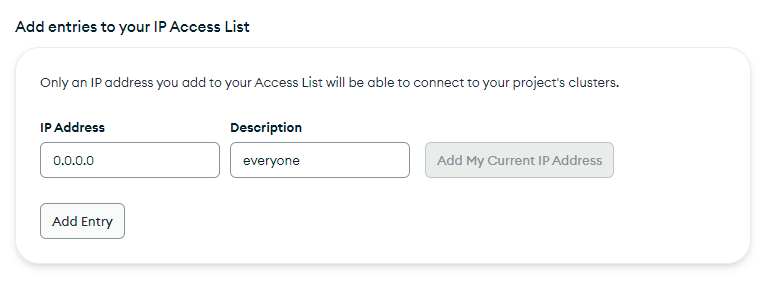 Add entries to your IP Access List
Only an IP address you add to your Access List will be able to connect to your project's clusters.
IP Address
Description
0.0.0.0
everyone
Add My Current IP Address
Add Entry